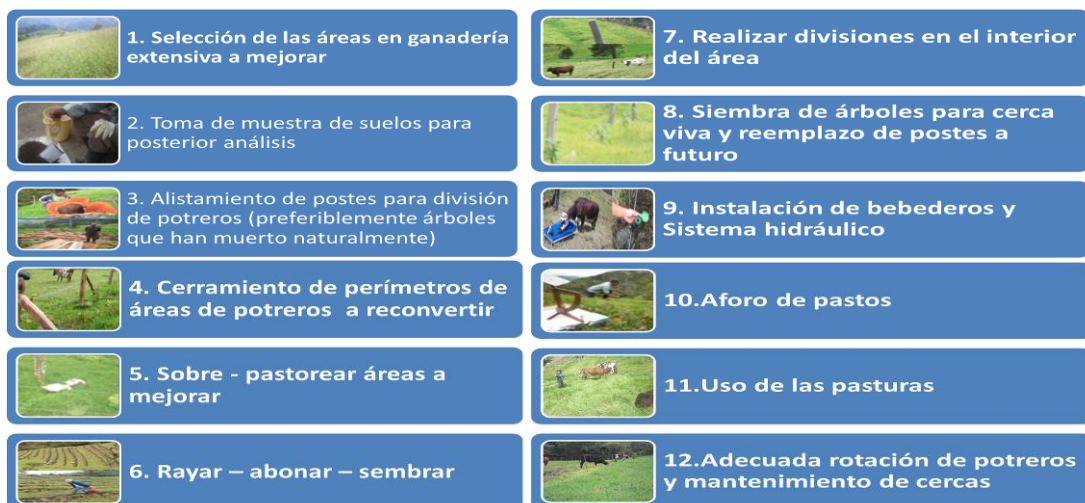 1. Selección de las áreas en ganadería
extensiva a mejorar
2. Toma de muestra de suelos para
posterior análisis
3. Alistamiento de postes para división
de potreros (preferiblemente árboles
que han muerto naturalmente)
4. Cerramiento de perímetros de
áreas de potreros a reconvertir
5. Sobre - pastorear áreas a
mejorar
6. Rayar – abonar – sembrar
7. Realizar divisiones en el interior
del área
8. Siembra de árboles para cerca
viva y reemplazo de postes a
futuro
9. Instalación de bebederos y
Sistema hidráulico
10.Aforo de pastos
11.Uso de las pasturas
12.Adecuada rotación de potreros
y mantenimiento de cercas